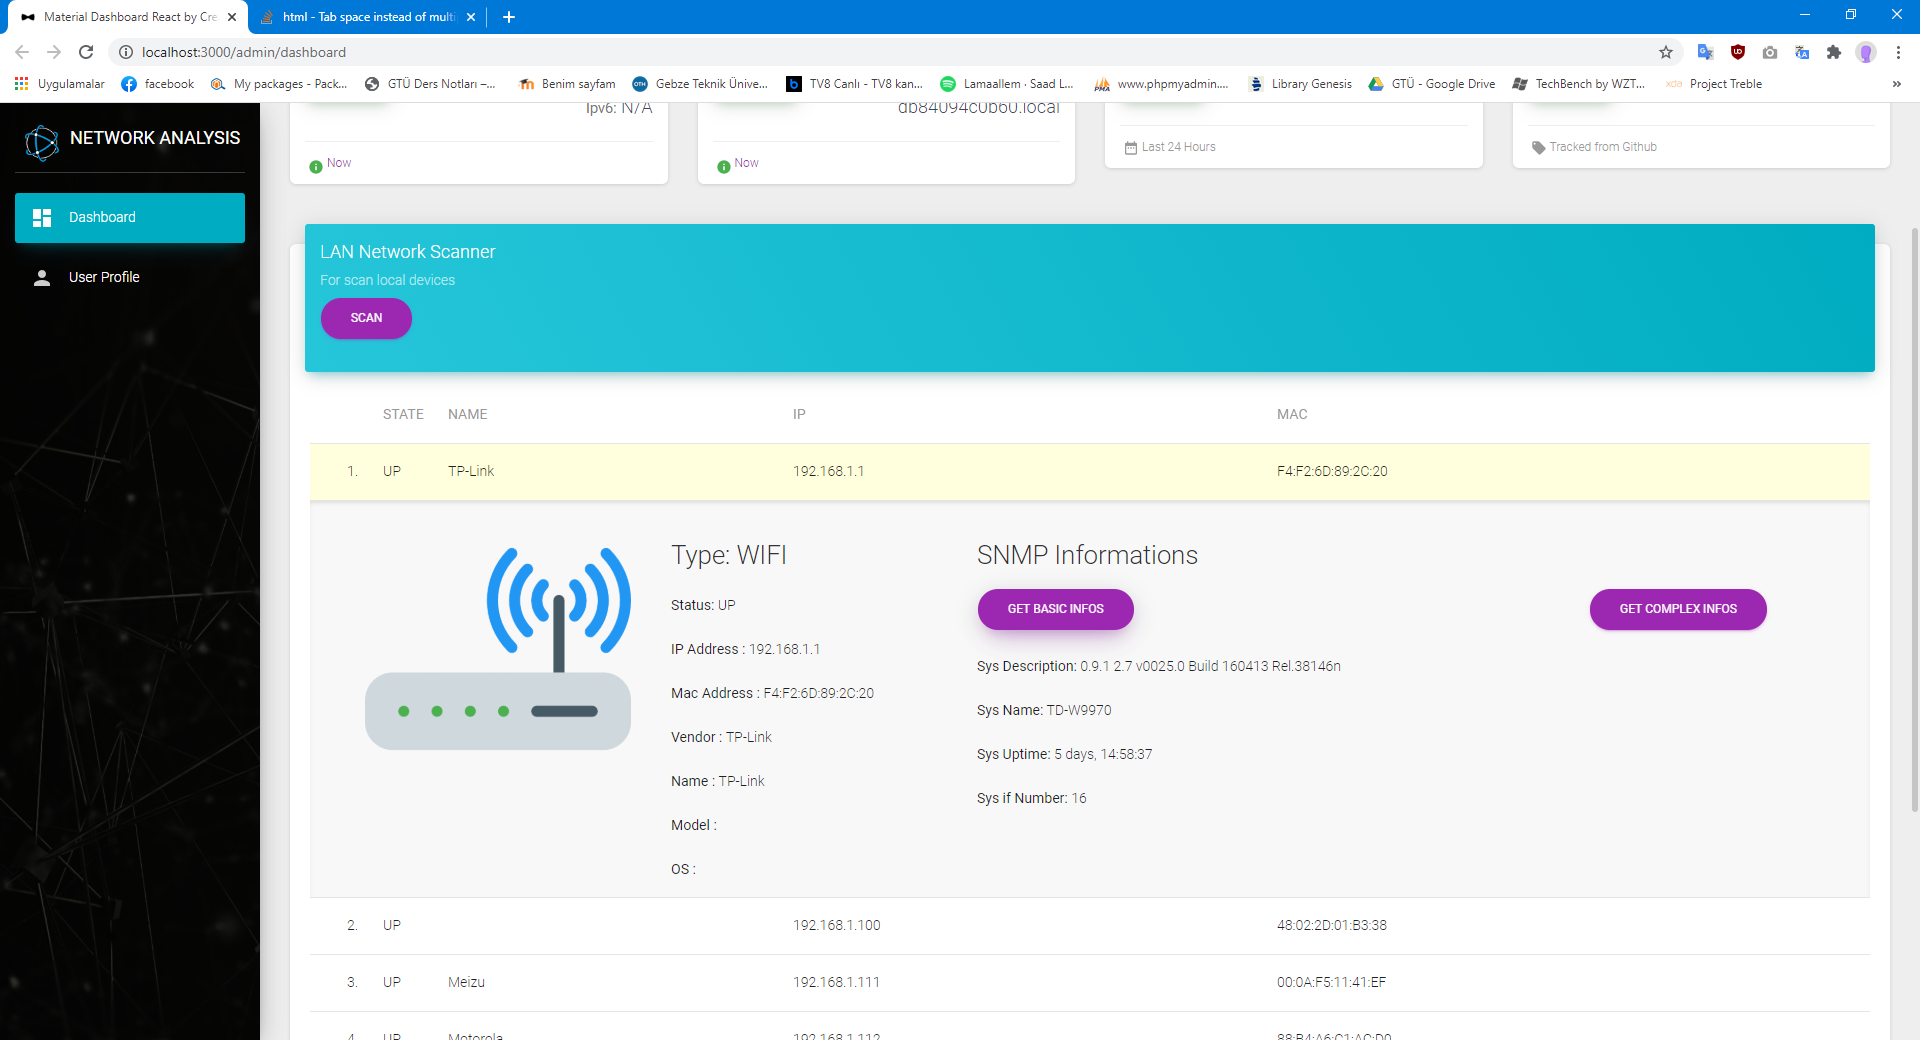 Material Dashboard React by Cre
html - Tab space instead of multi
localhost:3000/admin/dashboard
Uygulamalar
facebook
My packages - Pack...
GTÜ Ders Notları –...
Benim sayfam
Gebze Teknik Ünive...
TV8 Canlı - TV8 kan...
Lamaallem · Saad L...
www.phpmyadmin....
Library Genesis
GTÜ - Google Drive
TechBench by WZT...
Project Treble
NETWORK ANALYSIS
Dashboard
User Profile
Ipv6: N/A
Now
db84094c0b60.local
Now
Last 24 Hours
Tracked from Github
LAN Network Scanner
For scan local devices
SCAN
STATE NAME IP MAC
1. UP TP-Link 192.168.1.1 F4:F2:6D:89:2C:20
Type: WIFI
Status: UP
IP Address : 192.168.1.1
Mac Address : F4:F2:6D:89:2C:20
Vendor : TP-Link
Name : TP-Link
Model :
OS :
SNMP Informations
GET BASIC INFOS
GET COMPLEX INFOS
Sys Description: 0.9.1 2.7 v0025.0 Build 160413 Rel.38146n
Sys Name: TD-W9970
Sys Uptime: 5 days, 14:58:37
Sys if Number: 16
2. UP 192.168.1.100 48:02:2D:01:B3:38
3. UP Meizu 192.168.1.111 00:0A:F5:11:41:EF
4. UP Motorola 192.168.1.112 88:B4:A6:C1:AC:D0